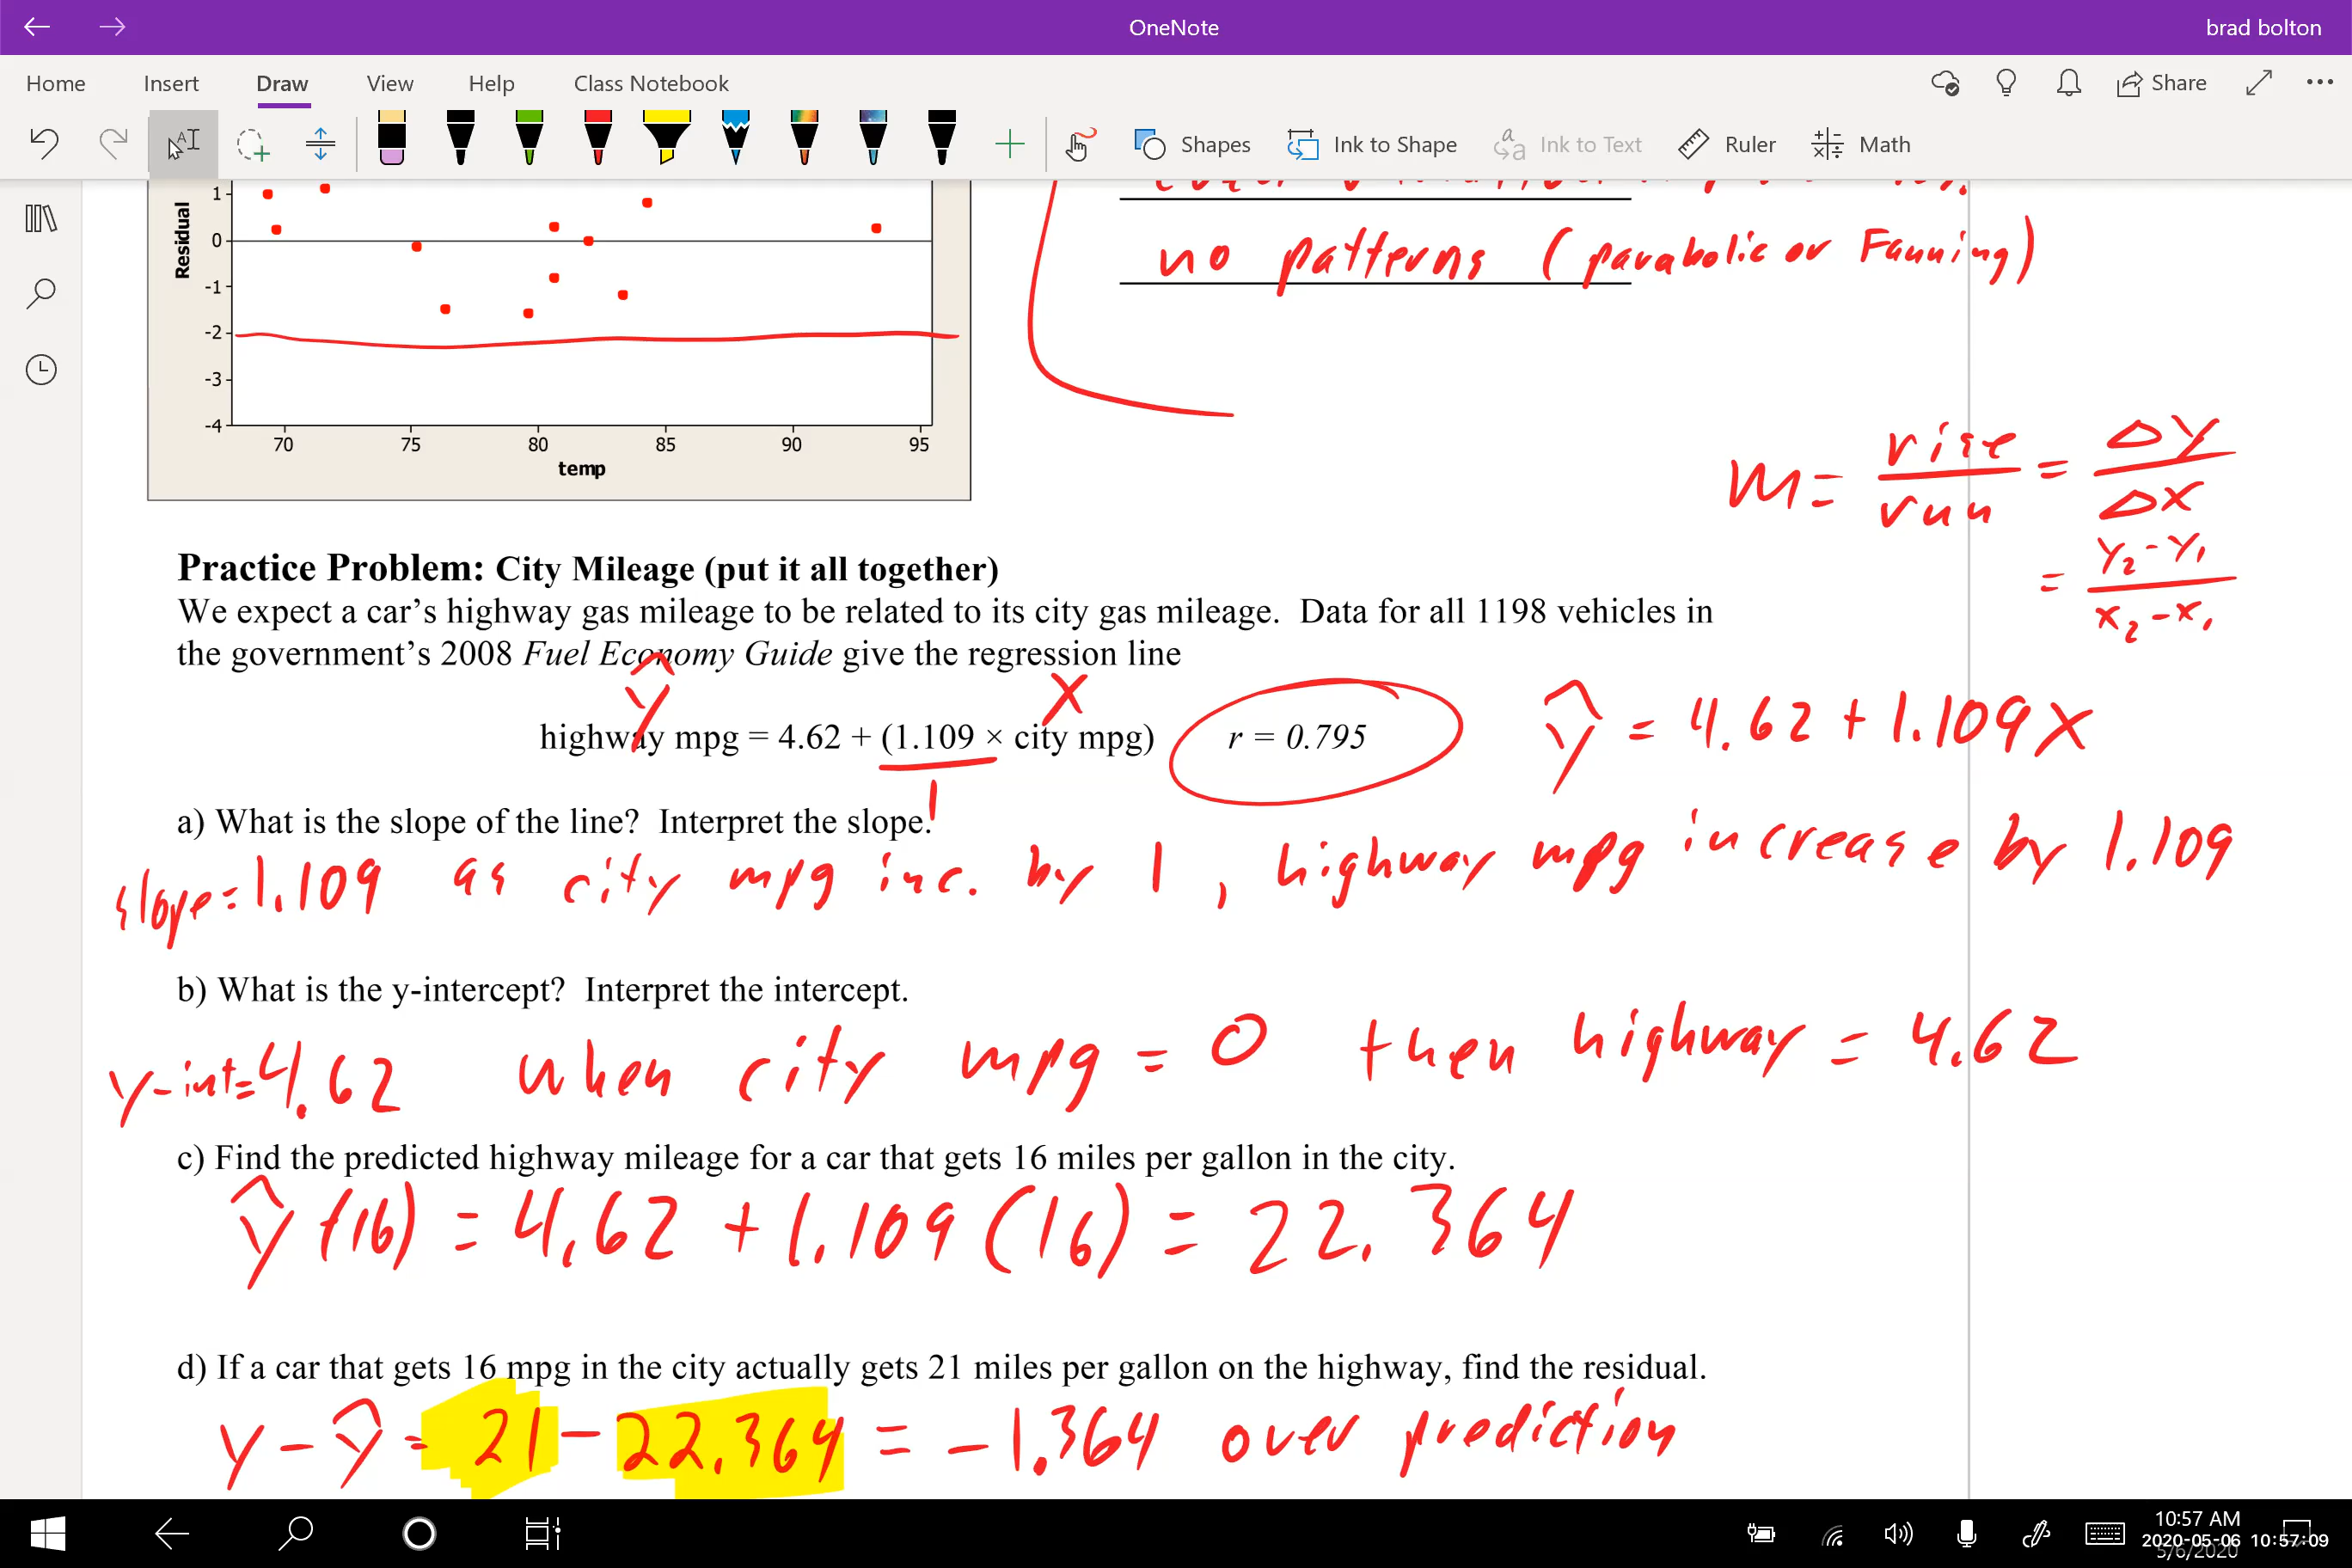 OneNote
brad bolton
Home Insert Draw View Help Class Notebook
Share
Shapes Ink to Shape Ink to Text Ruler Math
no patterns (parabolic or Fanning)
Residual
1
0
-1
-2
-3
-4
70 75 80 85 90 95
temp
m = rise/run = ΔY/ΔX
= Y₂-Y₁/x₂-x₁
Practice Problem: City Mileage (put it all together)
We expect a car's highway gas mileage to be related to its city gas mileage. Data for all 1198 vehicles in
the government's 2008 Fuel Economy Guide give the regression line
ŷ X
highway mpg = 4.62 + (1.109 × city mpg) r = 0.795
ŷ = 4.62 + 1.109X
1
a) What is the slope of the line? Interpret the slope.
slope = 1.109 as city mpg inc. by 1, highway mpg increase by 1.109
b) What is the y-intercept? Interpret the intercept.
y-int = 4.62 when city mpg = 0 then highway = 4.62
c) Find the predicted highway mileage for a car that gets 16 miles per gallon in the city.
ŷ (16) = 4.62 + 1.109 (16) = 22.364
d) If a car that gets 16 mpg in the city actually gets 21 miles per gallon on the highway, find the residual.
y - ŷ = 21 - 22.364 = -1.364 over prediction
10:57 AM
2020-05-06 10:57:09
5/6/2020